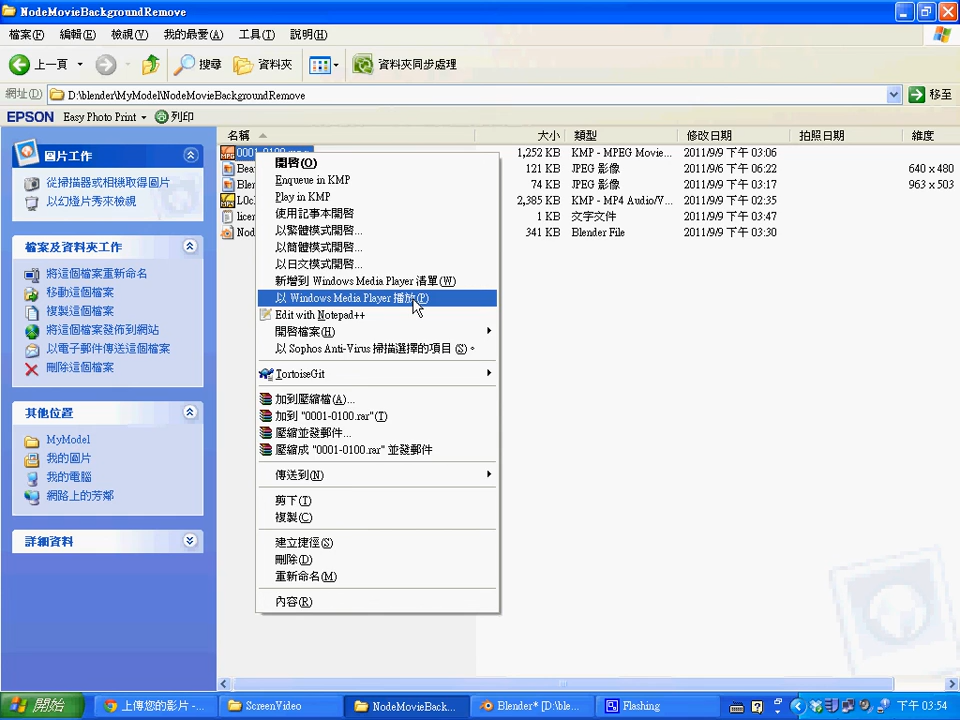 NodeMovieBackgroundRemove
檔案(F) 編輯(E) 檢視(V) 我的最愛(A) 工具(T) 說明(H)
上一頁 搜尋 資料夾 資料夾同步處理
網址(D) D:\blender\MyModel\NodeMovieBackgroundRemove 移至
EPSON Easy Photo Print 列印
圖片工作
從掃描器或相機取得圖片
以幻燈片秀來檢視
檔案及資料夾工作
將這個檔案重新命名
移動這個檔案
複製這個檔案
將這個檔案發佈到網站
以電子郵件傳送這個檔案
刪除這個檔案
其他位置
MyModel
我的圖片
我的電腦
網路上的芳鄰
詳細資料
名稱 大小 類型 修改日期 拍照日期 維度
1,252 KB KMP - MPEG Movie... 2011/9/9 下午 03:06
Bea 121 KB JPEG 影像 2011/9/6 下午 06:22 640 x 480
Blen 74 KB JPEG 影像 2011/9/9 下午 03:17 963 x 503
L0cl 2,385 KB KMP - MP4 Audio/V... 2011/9/9 下午 02:35
licen 1 KB 文字文件 2011/9/9 下午 03:47
Nod 341 KB Blender File 2011/9/9 下午 03:30
開啓(O)
Enqueue in KMP
Play in KMP
使用記事本開啓
以繁體模式開啓...
以簡體模式開啓...
以日文模式開啓...
新增到 Windows Media Player 清單(W)
以 Windows Media Player 播放(P)
Edit with Notepad++
開啓檔案(H)
以 Sophos Anti-Virus 掃描選擇的項目 (S)。
TortoiseGit
加到壓縮檔(A)...
加到 "0001-0100.rar"(T)
壓縮並發郵件...
壓縮成 "0001-0100.rar" 並發郵件
傳送到(N)
剪下(T)
複製(C)
建立捷徑(S)
刪除(D)
重新命名(M)
內容(R)
開始 上傳您的影片 -... ScreenVideo NodeMovieBack... Blender* [D:\ble... Flashing 下午 03:54